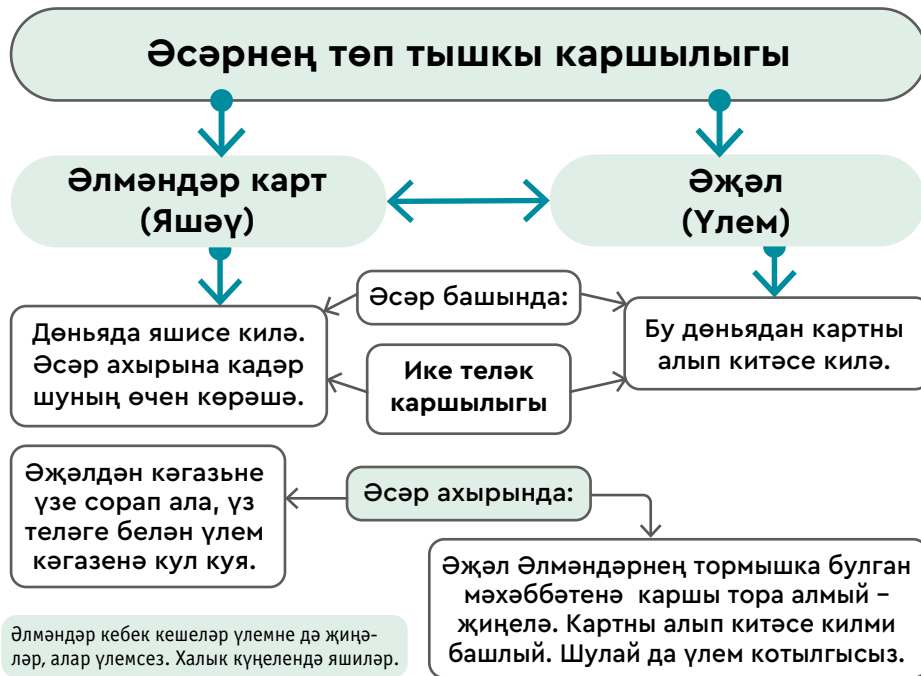 Әсәрнең төп тышкы каршылыгы
Әлмәндәр карт
(Яшәү)
Әҗәл
(Үлем)
Әсәр башында:
Дөньяда яшисе килә.
Әсәр ахырына кадәр
шуның өчен көрәшә.
Бу дөньядан картны
алып китәсе килә.
Ике теләк
каршылыгы
Әҗәлдән кәгазьне
үзе сорап ала, үз
теләге белән үлем
кәгазенә кул куя.
Әсәр ахырында:
Әҗәл Әлмәндәрнең тормышка булган
мәхәббәтенә каршы тора алмый –
җиңелә. Картны алып китәсе килми
башлый. Шулай да үлем котылгысыз.
Әлмәндәр кебек кешеләр үлемне дә җиңә-
ләр, алар үлемсез. Халык күңелендә яшиләр.